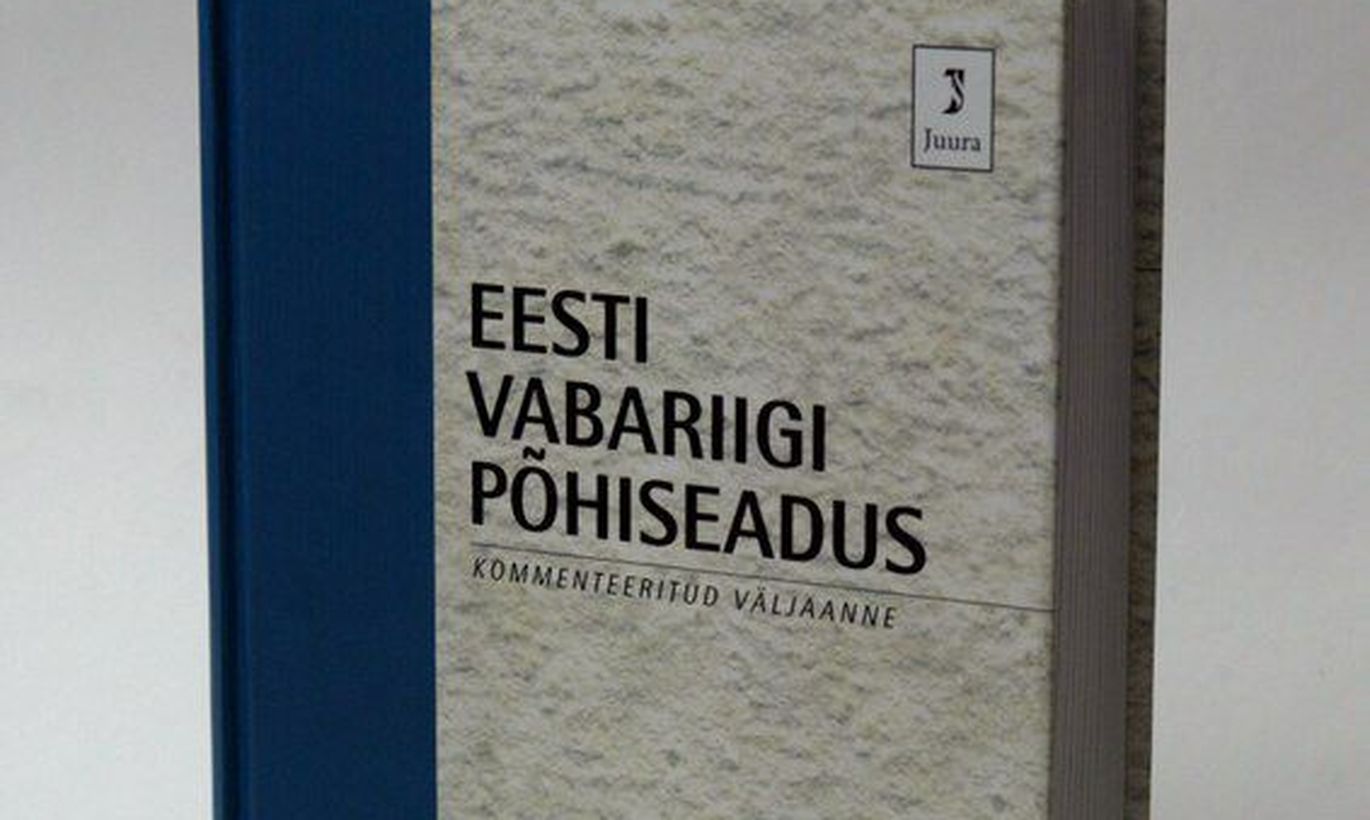 Juura
EESTI
VABARIIGI
PÕHISEADUS
KOMMENTEERITUD VÄLJAANNE